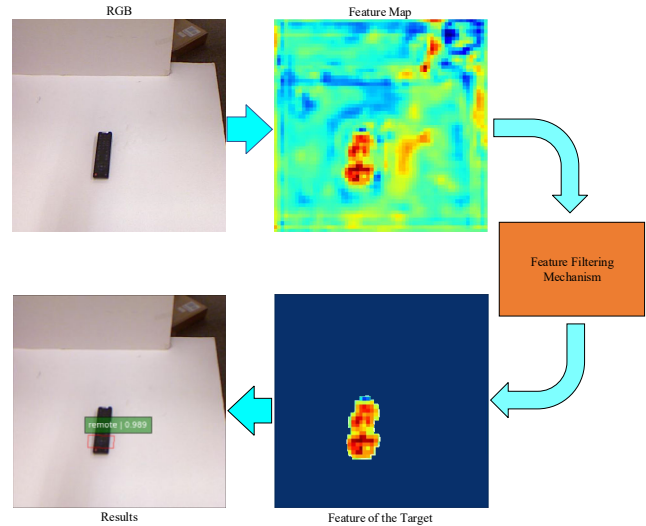 RGB
Feature Map
Feature Filtering
Mechanism
remote | 0.989
Results
Feature of the Target